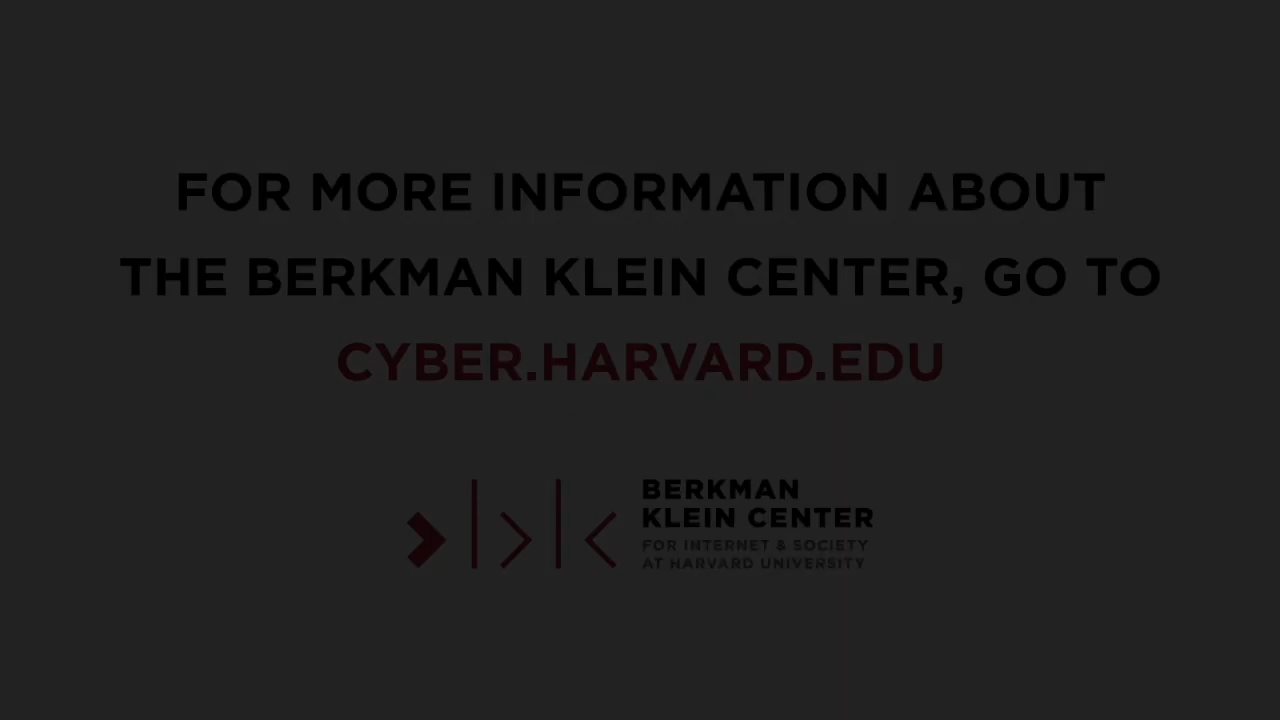 FOR MORE INFORMATION ABOUT
THE BERKMAN KLEIN CENTER, GO TO
CYBER.HARVARD.EDU
BERKMAN
KLEIN CENTER
FOR INTERNET & SOCIETY
AT HARVARD UNIVERSITY